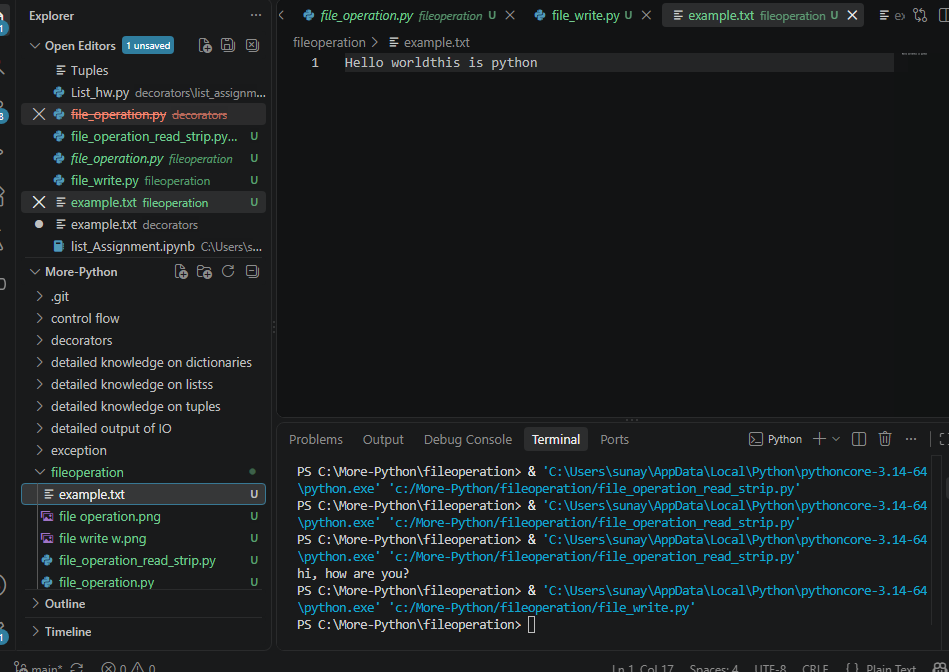 Explorer
Open Editors 1 unsaved
Tuples
List_hw.py decorators\list_assignm...
file_operation.py decorators
file_operation_read_strip.py... U
file_operation.py fileoperation U
file_write.py fileoperation U
example.txt fileoperation U
example.txt decorators
list_Assignment.ipynb C:\Users\s...
More-Python
.git
control flow
decorators
detailed knowledge on dictionaries
detailed knowledge on listss
detailed knowledge on tuples
detailed output of IO
exception
fileoperation
example.txt U
file operation.png U
file write w.png U
file_operation_read_strip.py U
file_operation.py U
Outline
Timeline
file_operation.py fileoperation U
file_write.py U
example.txt fileoperation U
ex
fileoperation > example.txt
1 Hello worldthis is python
Problems Output Debug Console Terminal Ports
Python
PS C:\More-Python\fileoperation> & 'C:\Users\sunay\AppData\Local\Python\pythoncore-3.14-64
\python.exe' 'c:/More-Python/fileoperation/file_operation_read_strip.py'
PS C:\More-Python\fileoperation> & 'C:\Users\sunay\AppData\Local\Python\pythoncore-3.14-64
\python.exe' 'c:/More-Python/fileoperation/file_operation_read_strip.py'
PS C:\More-Python\fileoperation> & 'C:\Users\sunay\AppData\Local\Python\pythoncore-3.14-64
\python.exe' 'c:/More-Python/fileoperation/file_operation_read_strip.py'
hi, how are you?
PS C:\More-Python\fileoperation> & 'C:\Users\sunay\AppData\Local\Python\pythoncore-3.14-64
\python.exe' 'c:/More-Python/fileoperation/file_write.py'
PS C:\More-Python\fileoperation>
main* 0 0 Ln 1, Col 17 Spaces: 4 UTF-8 CRLF {} Plain Text